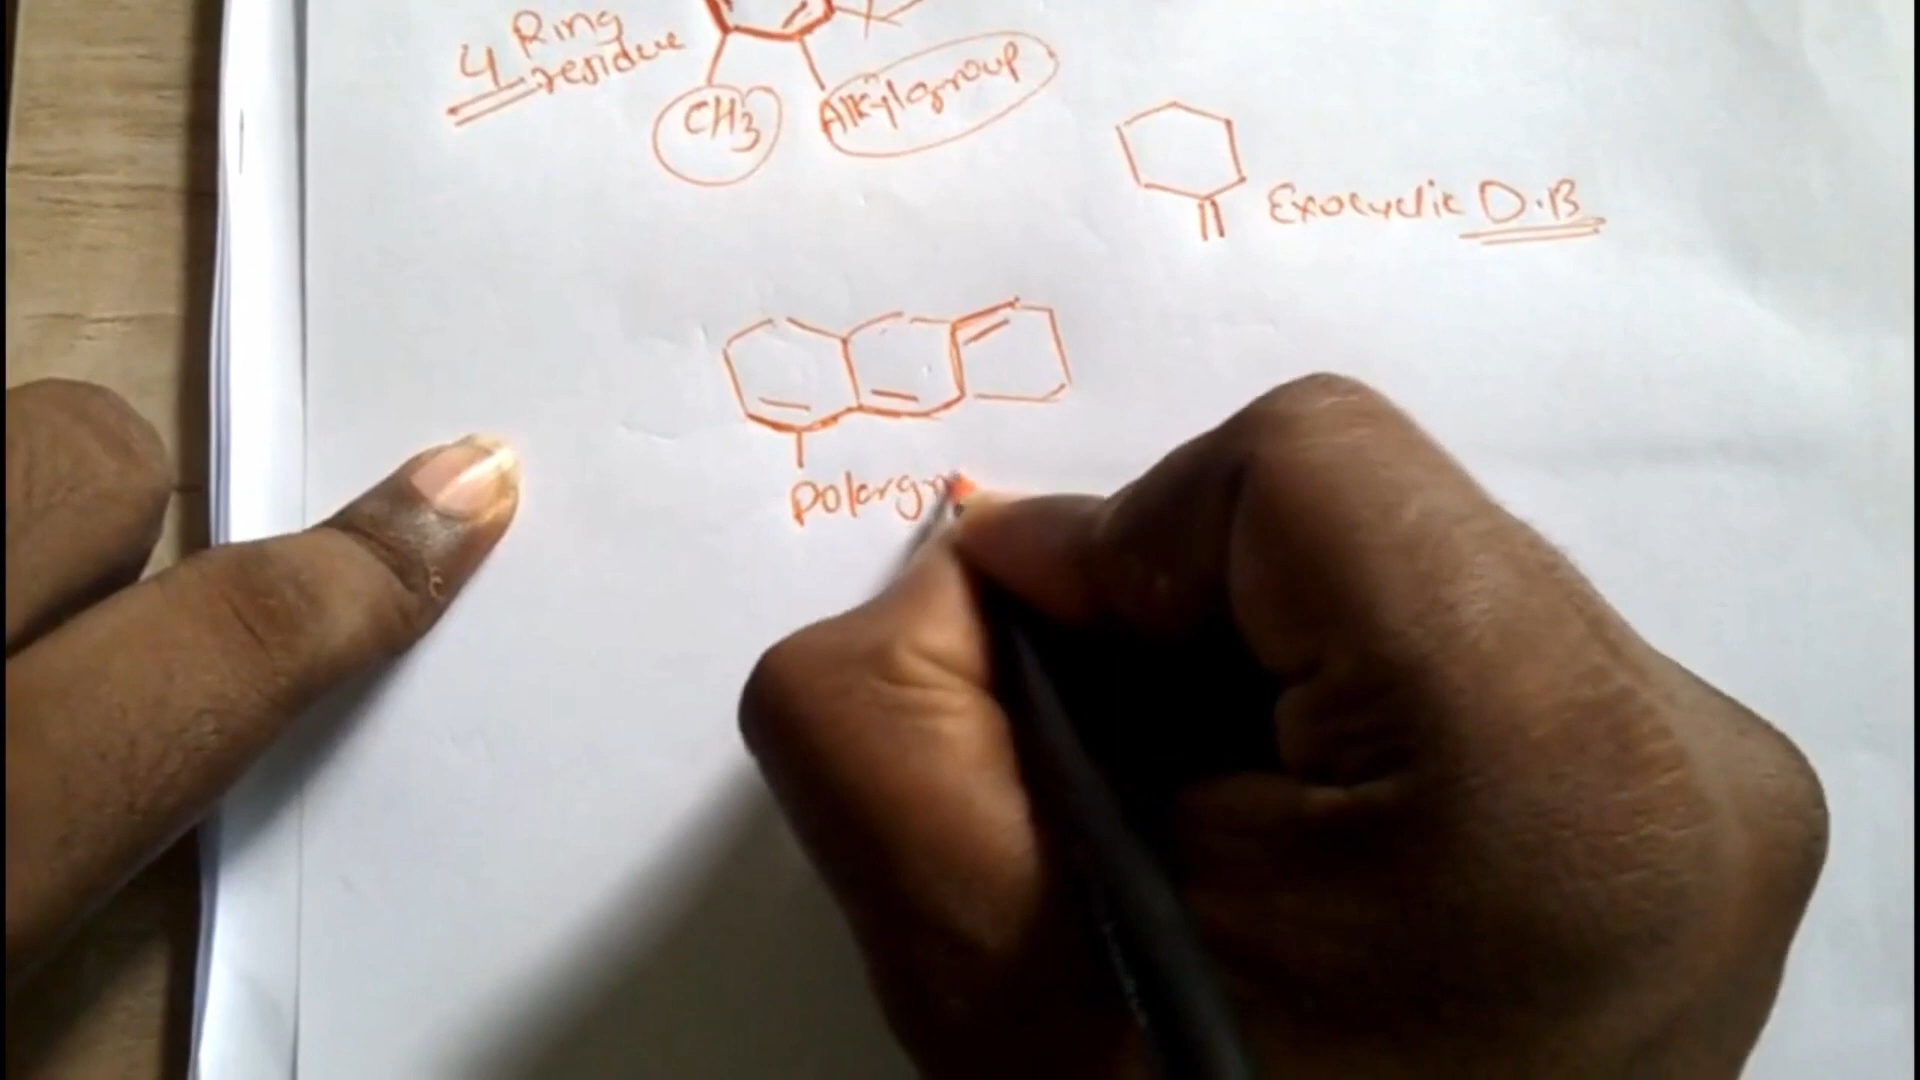 4 Ring
residue
CH3
Alkylgroup
Exocyclic D.B
Polargr